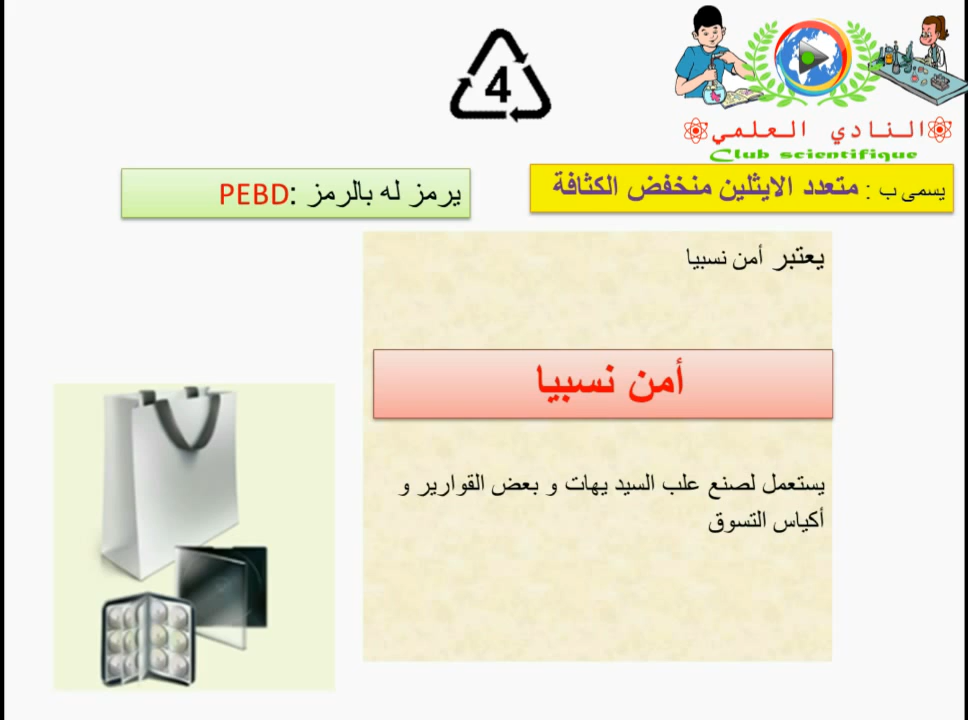 4
النادي العلمي
Club scientifique
يسمى ب : متعدد الايثلين منخفض الكثافة
يرمز له بالرمز :PEBD
يعتبر أمن نسبيا
أمن نسبيا
يستعمل لصنع علب السيد يهات و بعض القوارير و
أكياس التسوق